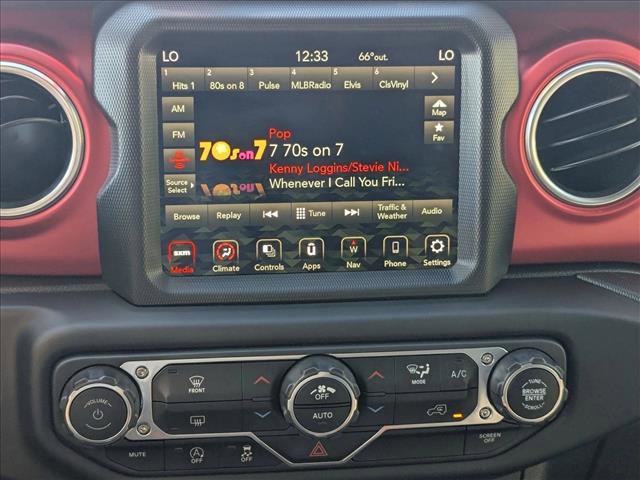 LO 12:33 66°out. LO
1 2 3 4 5 6
Hits 1 80s on 8 Pulse MLBRadio Elvis ClsVinyl
AM
Map
FM
Fav
Pop
70son7 7 70s on 7
Kenny Loggins/Stevie Ni...
Source
Select
Whenever I Call You Fri...
Browse Replay Tune Traffic &
Weather Audio
sxm
Media Climate Controls Apps W
Nav Phone Settings
FRONT
OFF
AUTO
MODE
A/C
VOLUME
TUNE
BROWSE
ENTER
SCROLL
MUTE
OFF
OFF
SCREEN
OFF